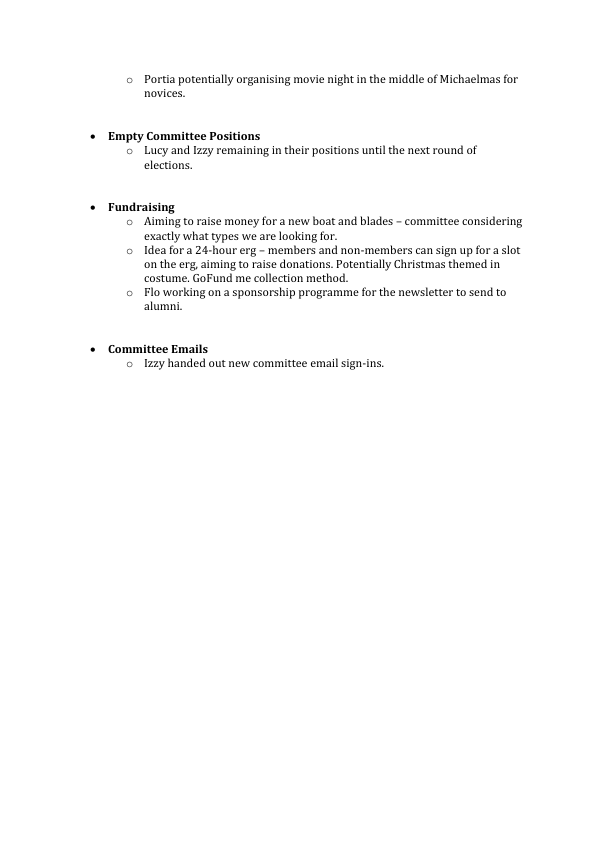 o Portia potentially organising movie night in the middle of Michaelmas for
novices.
• Empty Committee Positions
o Lucy and Izzy remaining in their positions until the next round of
elections.
• Fundraising
o Aiming to raise money for a new boat and blades – committee considering
exactly what types we are looking for.
o Idea for a 24-hour erg – members and non-members can sign up for a slot
on the erg, aiming to raise donations. Potentially Christmas themed in
costume. GoFund me collection method.
o Flo working on a sponsorship programme for the newsletter to send to
alumni.
• Committee Emails
o Izzy handed out new committee email sign-ins.